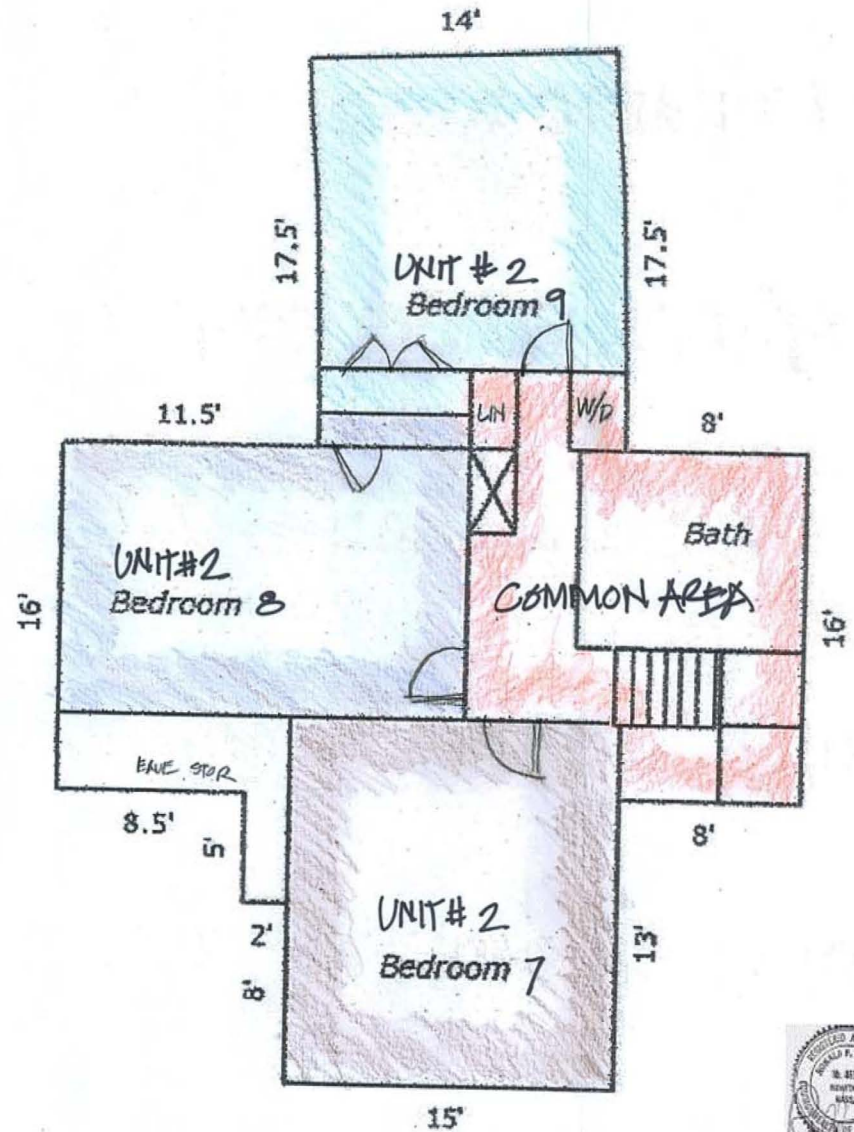 14'
17.5'
17.5'
UNIT # 2
Bedroom 9
LIN
W/D
11.5'
8'
UNIT#2
Bedroom 8
Bath
COMMON AREA
16'
16'
EAVE STOR
8.5'
5'
8'
2'
8'
UNIT# 2
Bedroom 7
13'
15'